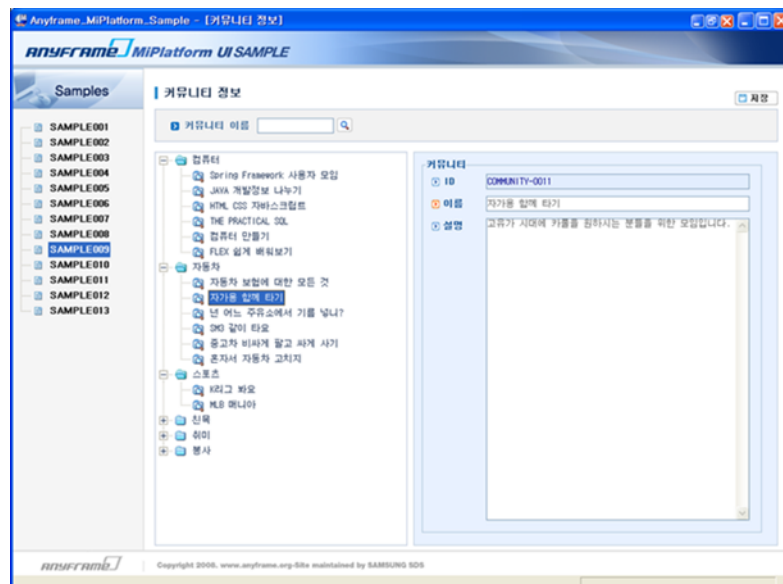 Anyframe_MiPlatform_Sample - [커뮤니티 정보]
ANYFRAME MiPlatform UI SAMPLE
Samples
SAMPLE001
SAMPLE002
SAMPLE003
SAMPLE004
SAMPLE005
SAMPLE006
SAMPLE007
SAMPLE008
SAMPLE009
SAMPLE010
SAMPLE011
SAMPLE012
SAMPLE013
커뮤니티 정보
저장
커뮤니티 이름
컴퓨터
Spring Framework 사용자 모임
JAVA 개발정보 나누기
HTML CSS 자바스크립트
THE PRACTICAL SQL
컴퓨터 만들기
FLEX 쉽게 배워보기
자동차
자동차 보험에 대한 모든 것
자가용 함께 타기
넌 어느 주유소에서 기름 넣니?
SM3 같이 타요
중고차 비싸게 팔고 싸게 사기
혼자서 자동차 고치지
스포츠
K리그 봐요
MLB 매니아
친목
취미
봉사
커뮤니티
ID COMMUNITY-0011
이름 자가용 함께 타기
설명 고유가 시대에 카풀을 원하시는 분들을 위한 모임입니다.
ANYFRAME
Copyright 2008, www.anyframe.org-Site maintained by SAMSUNG SDS